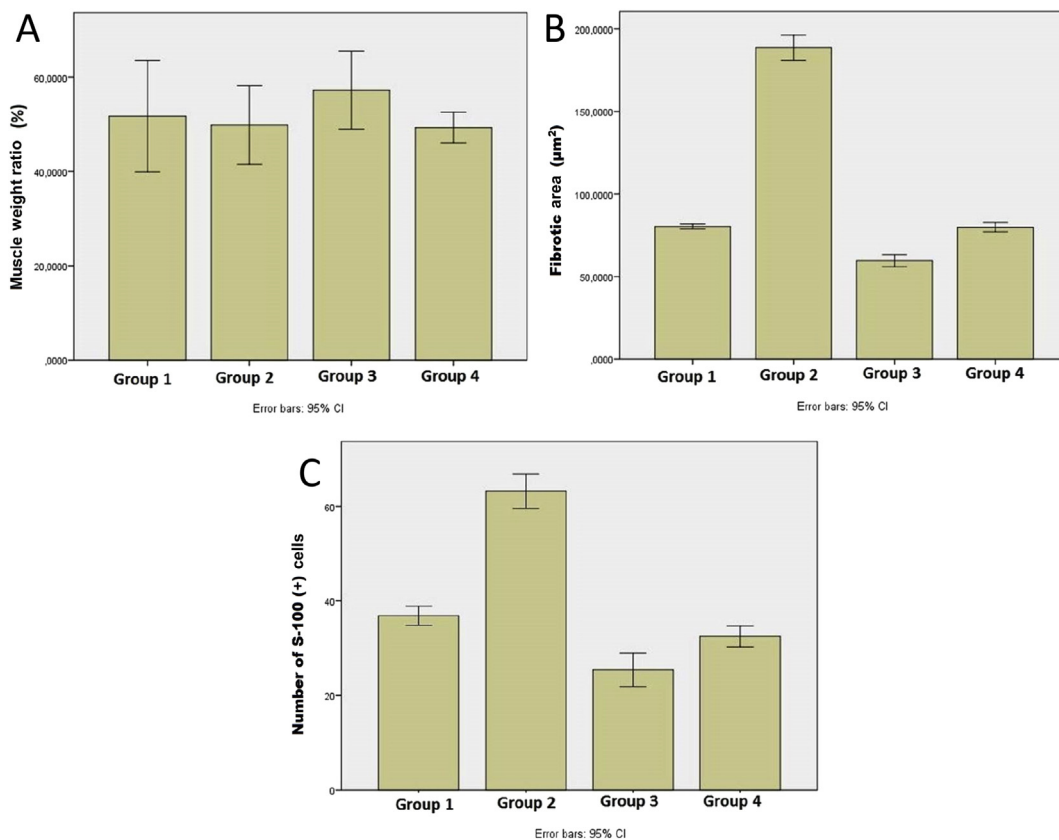 A
Muscle weight ratio (%)
60,0000
40,0000
20,0000
,0000
Group 1 Group 2 Group 3 Group 4
Error bars: 95% CI
B
Fibrotic area (µm²)
200,0000
150,0000
100,0000
50,0000
,0000
Group 1 Group 2 Group 3 Group 4
Error bars: 95% CI
C
Number of S-100 (+) cells
60
40
20
0
Group 1 Group 2 Group 3 Group 4
Error bars: 95% CI